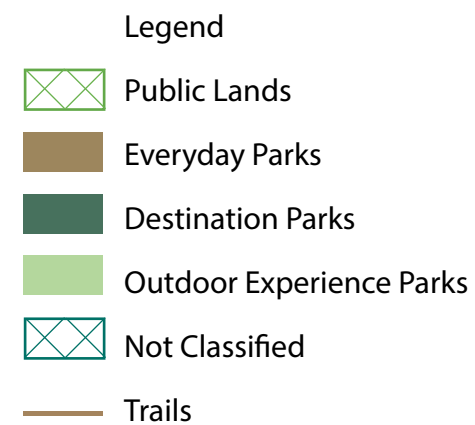 Legend
Public Lands
Everyday Parks
Destination Parks
Outdoor Experience Parks
Not Classified
Trails